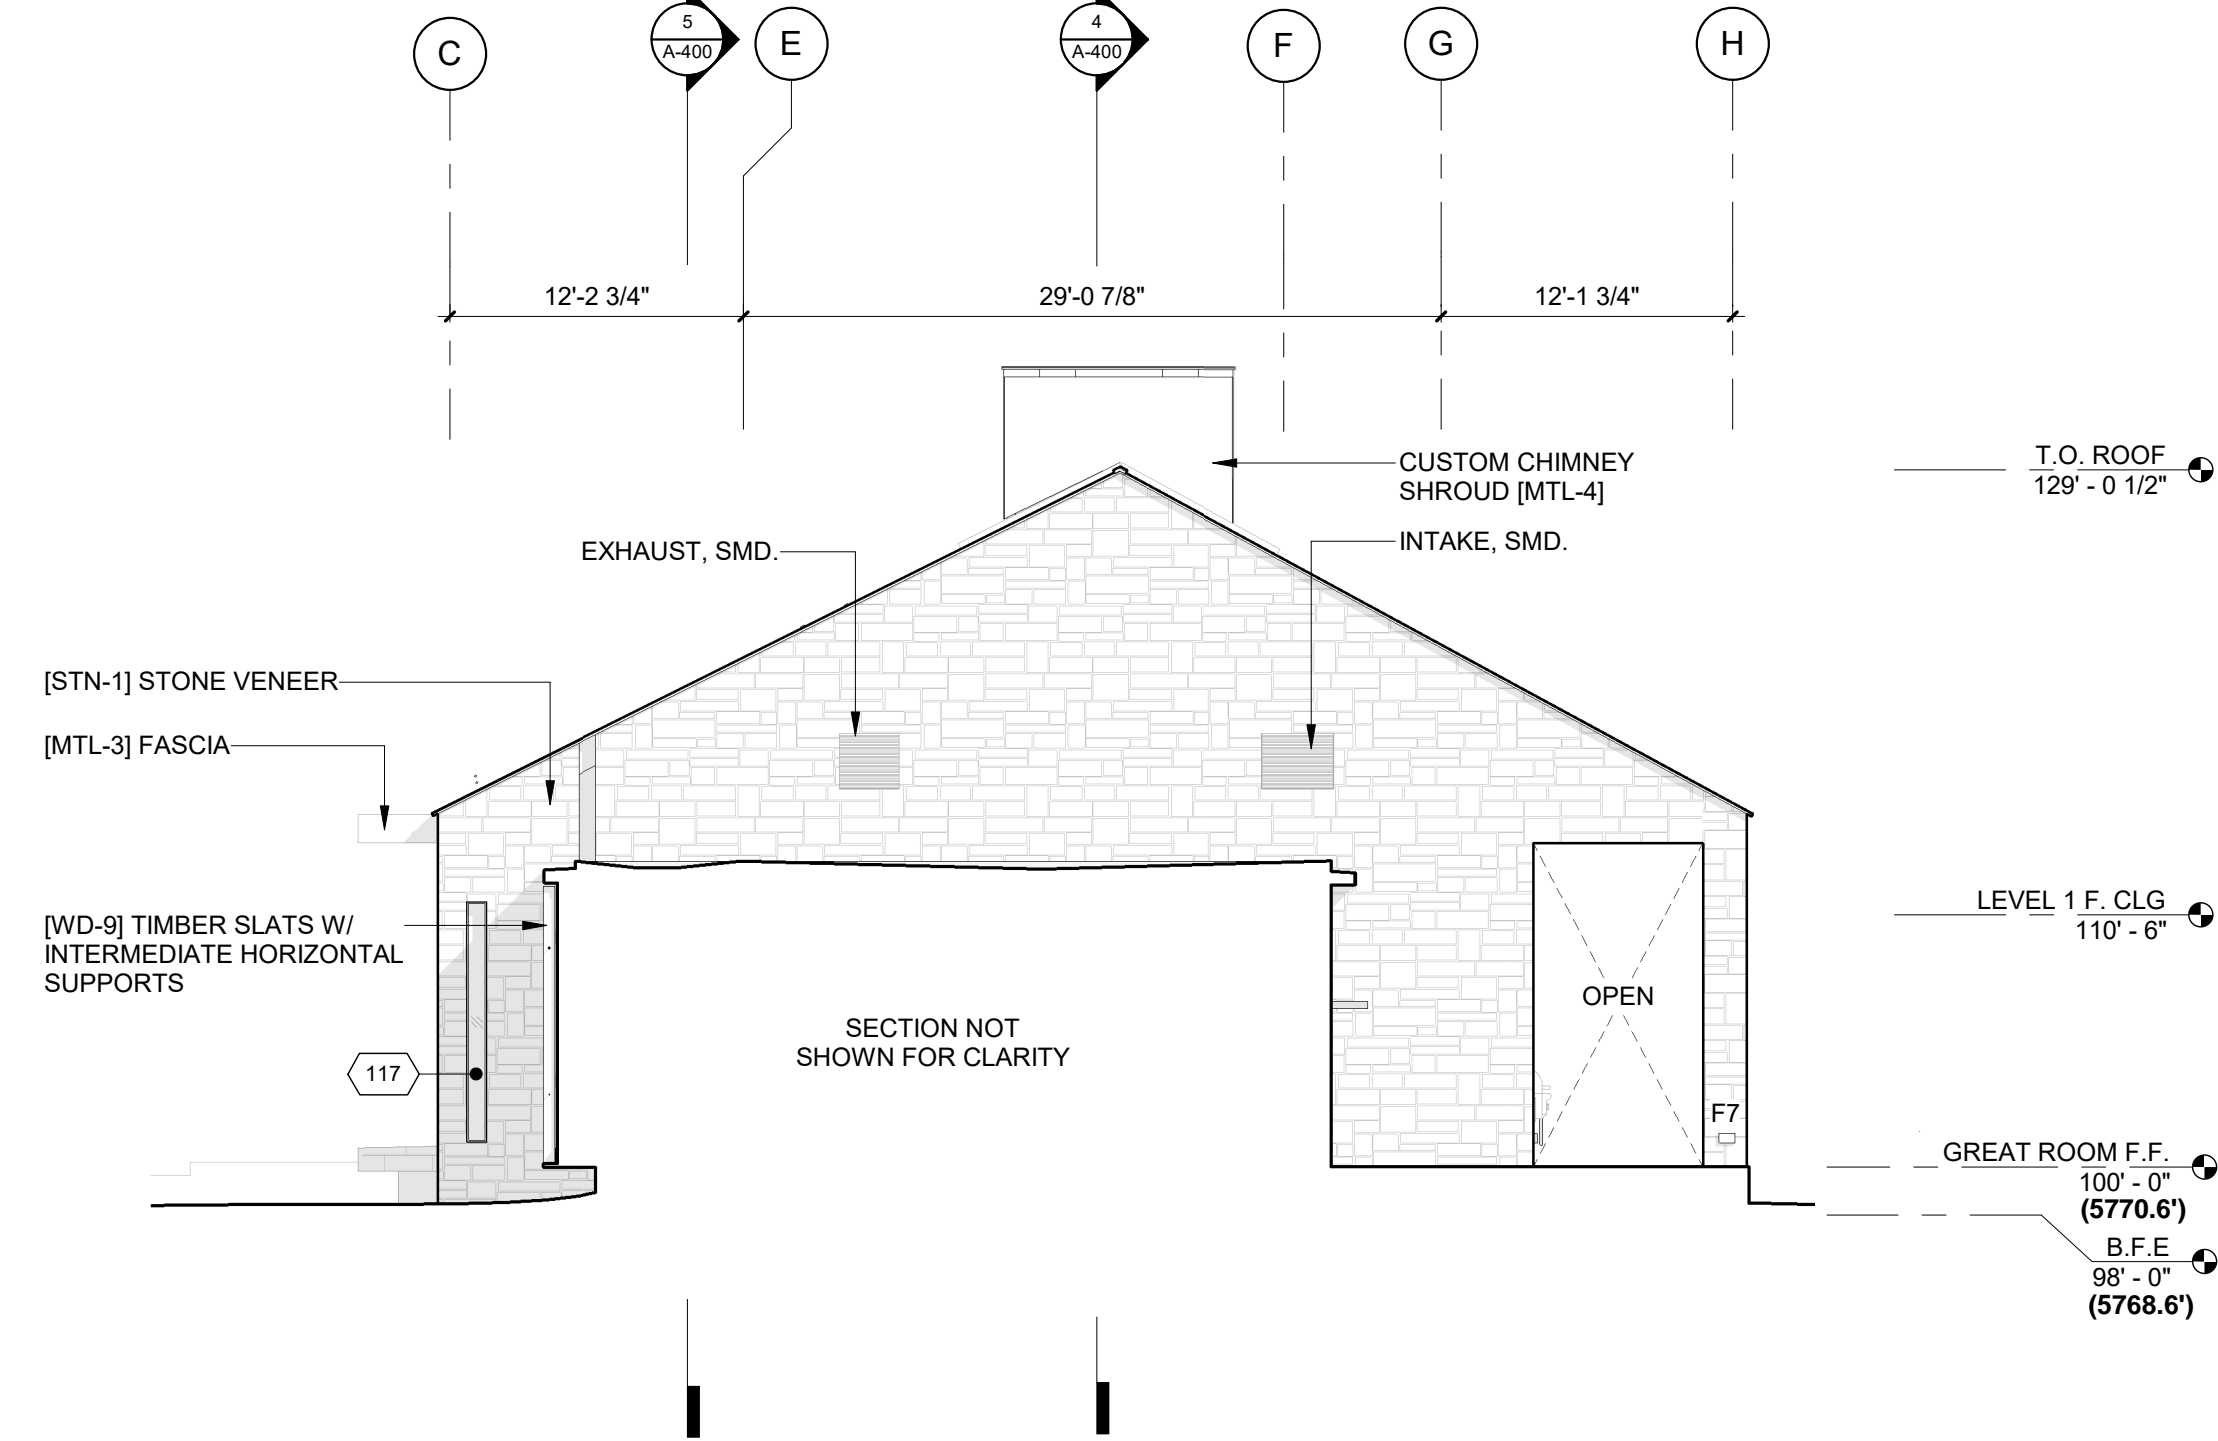 C
5
A-400
E
4
A-400
F
G
H
12'-2 3/4"
29'-0 7/8"
12'-1 3/4"
CUSTOM CHIMNEY
SHROUD [MTL-4]
T.O. ROOF
129' - 0 1/2"
EXHAUST, SMD.
INTAKE, SMD.
[STN-1] STONE VENEER
[MTL-3] FASCIA
[WD-9] TIMBER SLATS W/
INTERMEDIATE HORIZONTAL
SUPPORTS
LEVEL 1 F. CLG
110' - 6"
OPEN
SECTION NOT
SHOWN FOR CLARITY
117
F7
GREAT ROOM F.F.
100' - 0"
(5770.6')
B.F.E
98' - 0"
(5768.6')